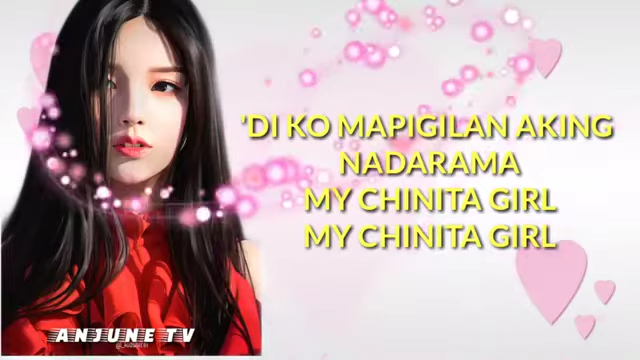 'DI KO MAPIGILAN AKING
NADARAMA
MY CHINITA GIRL
MY CHINITA GIRL
ANJUNE TV